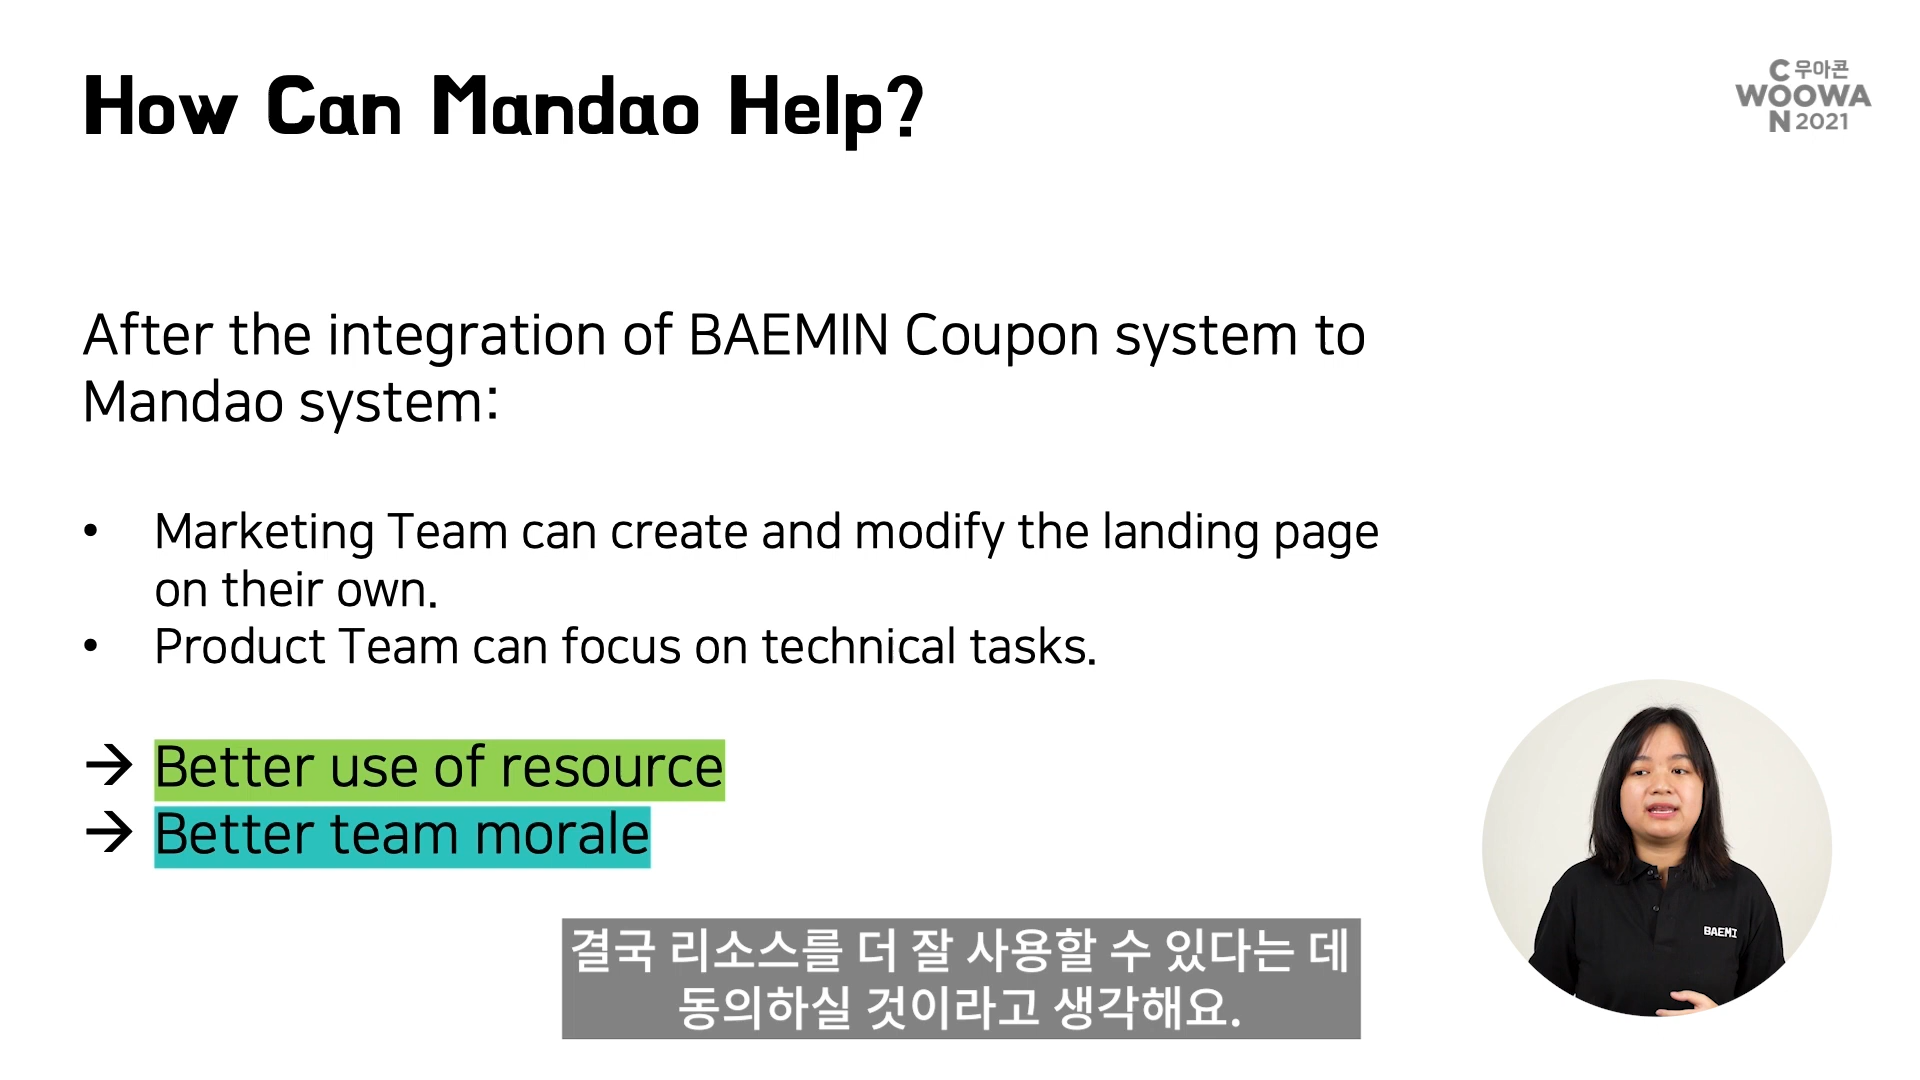 How Can Mandao Help?
C 우아콘
WOOWA
N 2021
After the integration of BAEMIN Coupon system to
Mandao system:
• Marketing Team can create and modify the landing page
on their own.
• Product Team can focus on technical tasks.
→ Better use of resource
→ Better team morale
BAEMI
결국 리소스를 더 잘 사용할 수 있다는 데
동의하실 것이라고 생각해요.